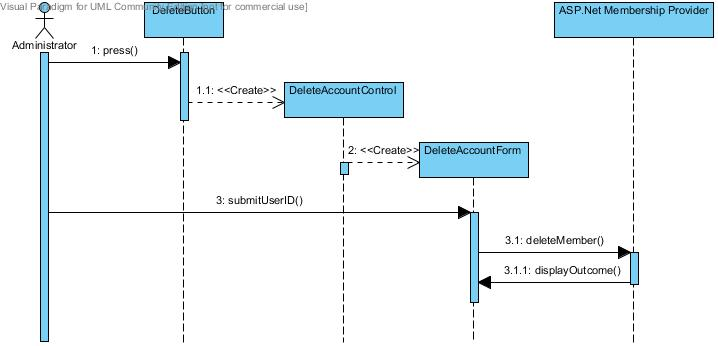 Visual Paradigm for UML Community Edition [not for commercial use]
DeleteButton
ASP.Net Membership Provider
Administrator
1: press()
1.1: <<Create>>
DeleteAccountControl
2: <<Create>>
DeleteAccountForm
3: submitUserID()
3.1: deleteMember()
3.1.1: displayOutcome()